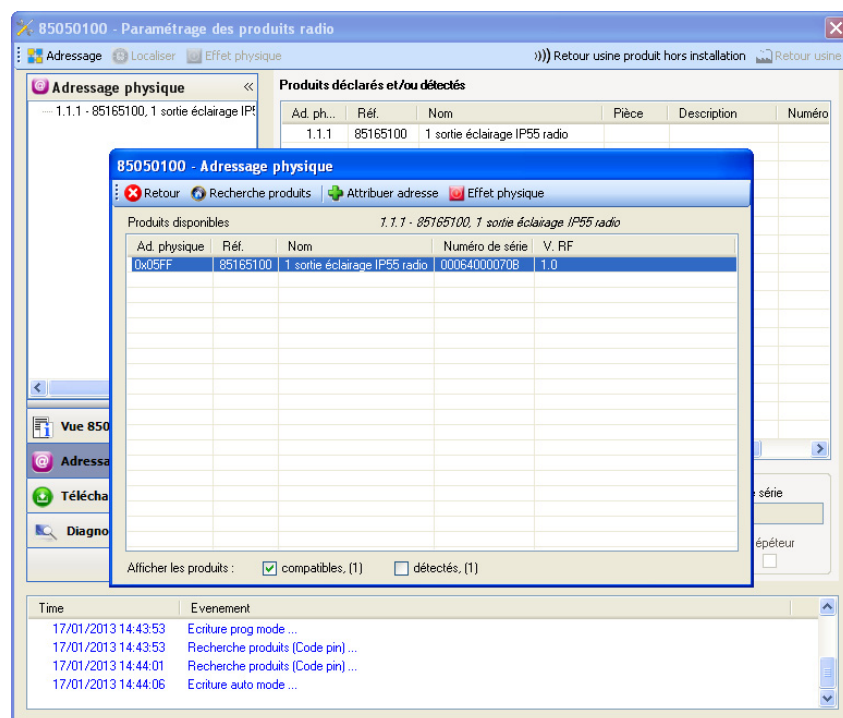 85050100 - Paramétrage des produits radio
Adressage Localiser Effet physique ))) Retour usine produit hors installation Retour usine
Adressage physique «
1.1.1 - 85165100, 1 sortie éclairage
Produits déclarés et/ou détectés
Ad. ph... Réf. Nom Pièce Description Numéro
1.1.1 85165100 1 sortie éclairage IP55 radio
85050100 - Adressage physique
Retour Recherche produits Attribuer adresse Effet physique
Produits disponibles 1.1.1 - 85165100, 1 sortie éclairage IP55 radio
Ad. physique Réf. Nom Numéro de série V. RF
0x05FF 85165100 1 sortie éclairage IP55 radio 00064000070B 1.0
Afficher les produits : compatibles, (1) détectés, (1)
Vue 850
Adressa
Télécha
Diagno
série
épéteur
Time Evenement
17/01/2013 14:43:53 Ecriture prog mode ...
17/01/2013 14:43:53 Recherche produits (Code pin) ...
17/01/2013 14:44:01 Recherche produits (Code pin) ...
17/01/2013 14:44:06 Ecriture auto mode ...